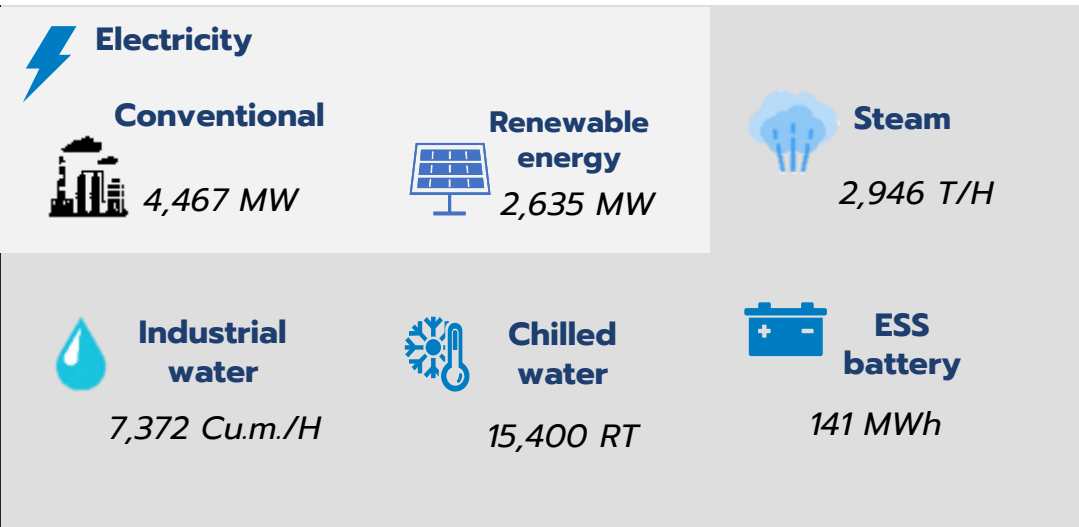 Electricity
Conventional
4,467 MW
Renewable
energy
2,635 MW
Steam
2,946 T/H
Industrial
water
7,372 Cu.m./H
Chilled
water
15,400 RT
ESS
battery
141 MWh